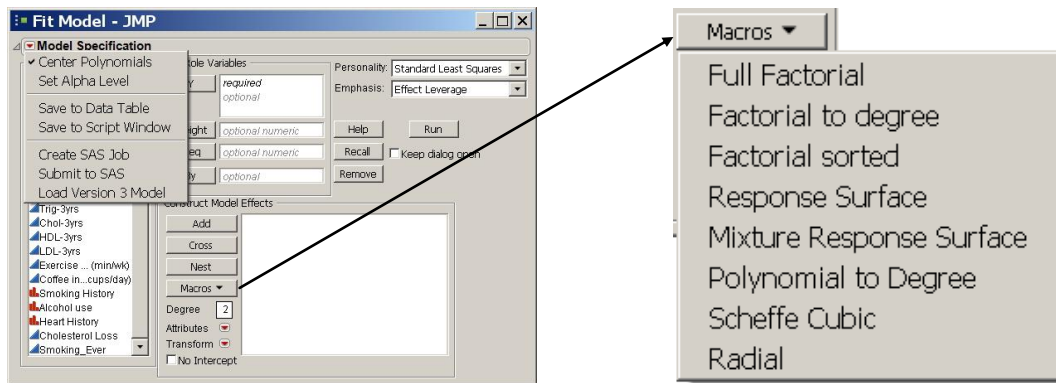 Fit Model - JMP
Model Specification
Center Polynomials
Set Alpha Level
Save to Data Table
Save to Script Window
Create SAS Job
Submit to SAS
Load Version 3 Model
Role Variables
required
optional
optional numeric
optional numeric
optional
Personality: Standard Least Squares
Emphasis: Effect Leverage
Help
Run
Recall
Keep dialog open
Remove
Trig-3yrs
Chol-3yrs
HDL-3yrs
LDL-3yrs
Exercise ... (min/wk)
Coffee in...cups/day)
Smoking History
Alcohol use
Heart History
Cholesterol Loss
Smoking_Ever
Construct Model Effects
Add
Cross
Nest
Macros
Degree 2
Attributes
Transform
No Intercept
Macros
Full Factorial
Factorial to degree
Factorial sorted
Response Surface
Mixture Response Surface
Polynomial to Degree
Scheffe Cubic
Radial